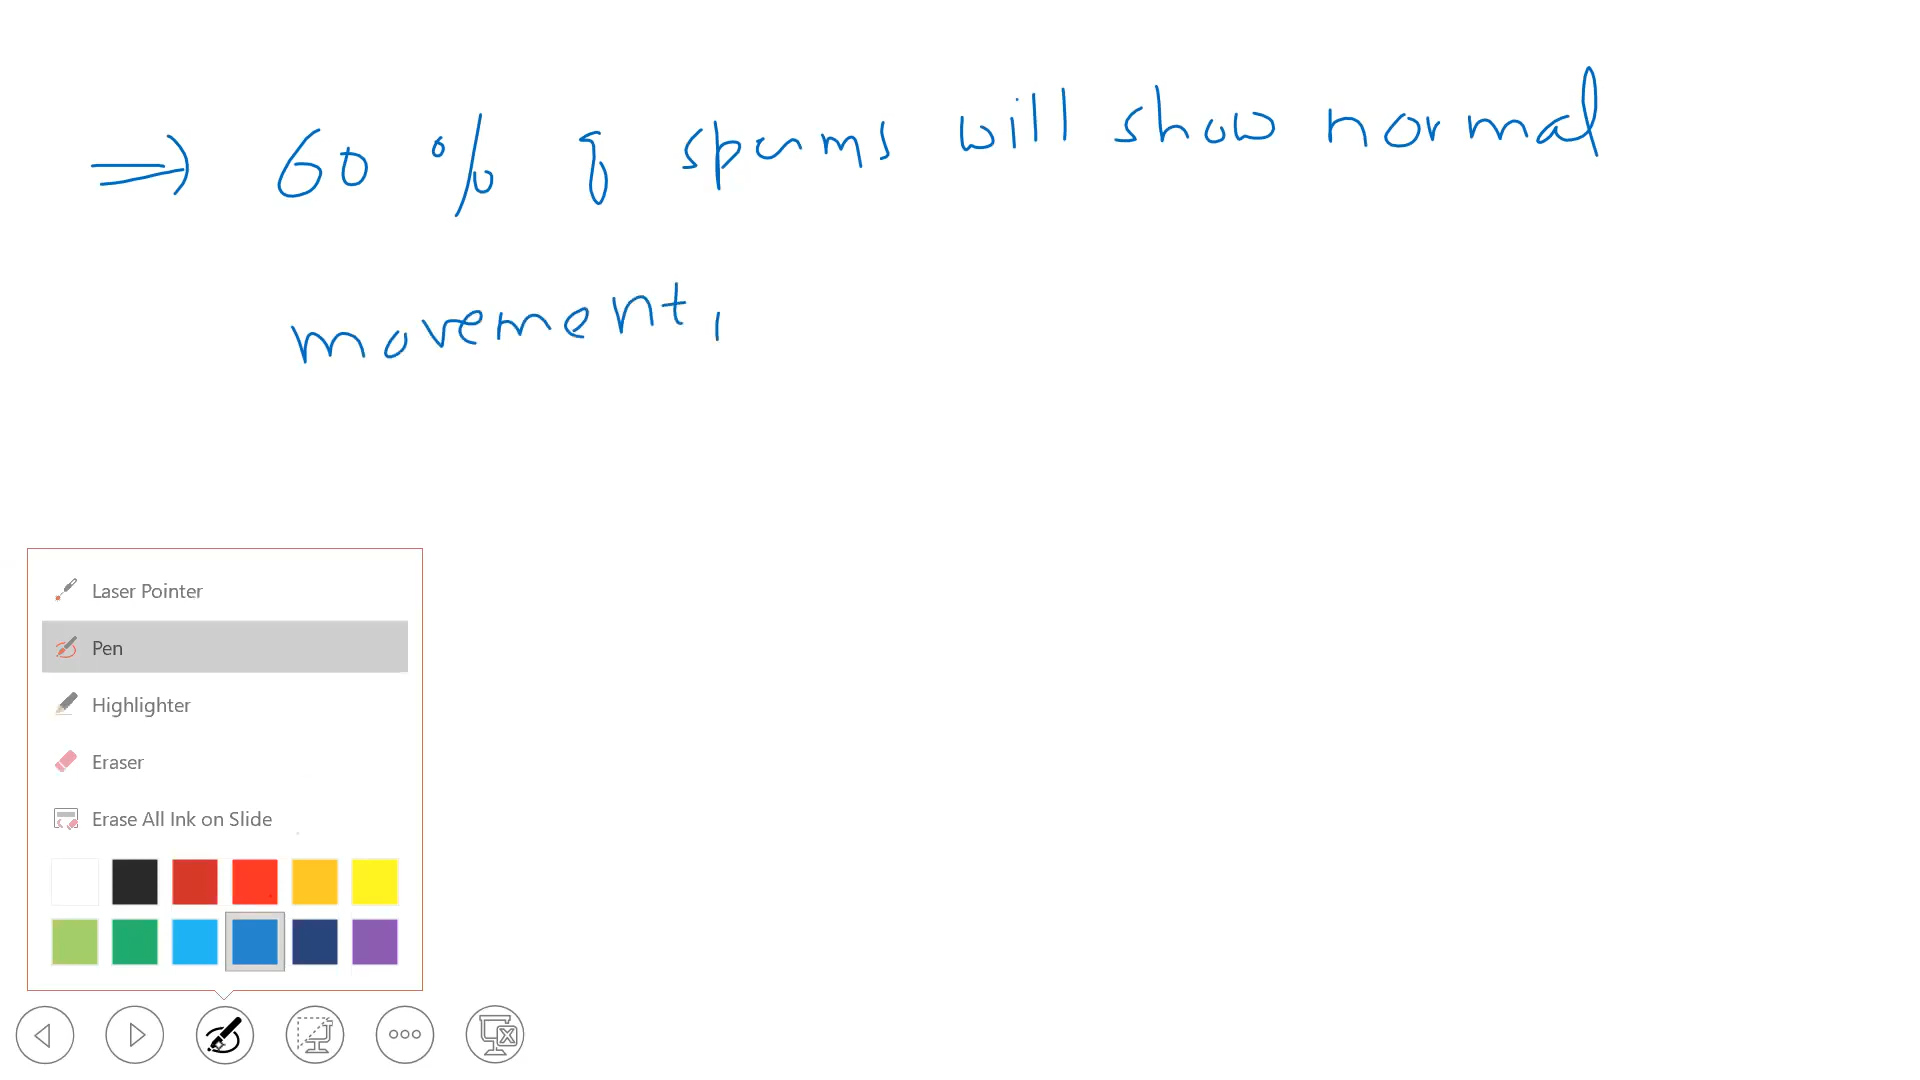 ⇒ 60 % of sperms will show normal
movement,
Laser Pointer
Pen
Highlighter
Eraser
Erase All Ink on Slide